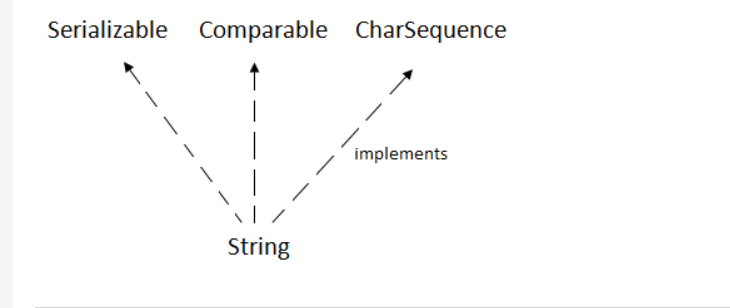 Serializable Comparable CharSequence
implements
String